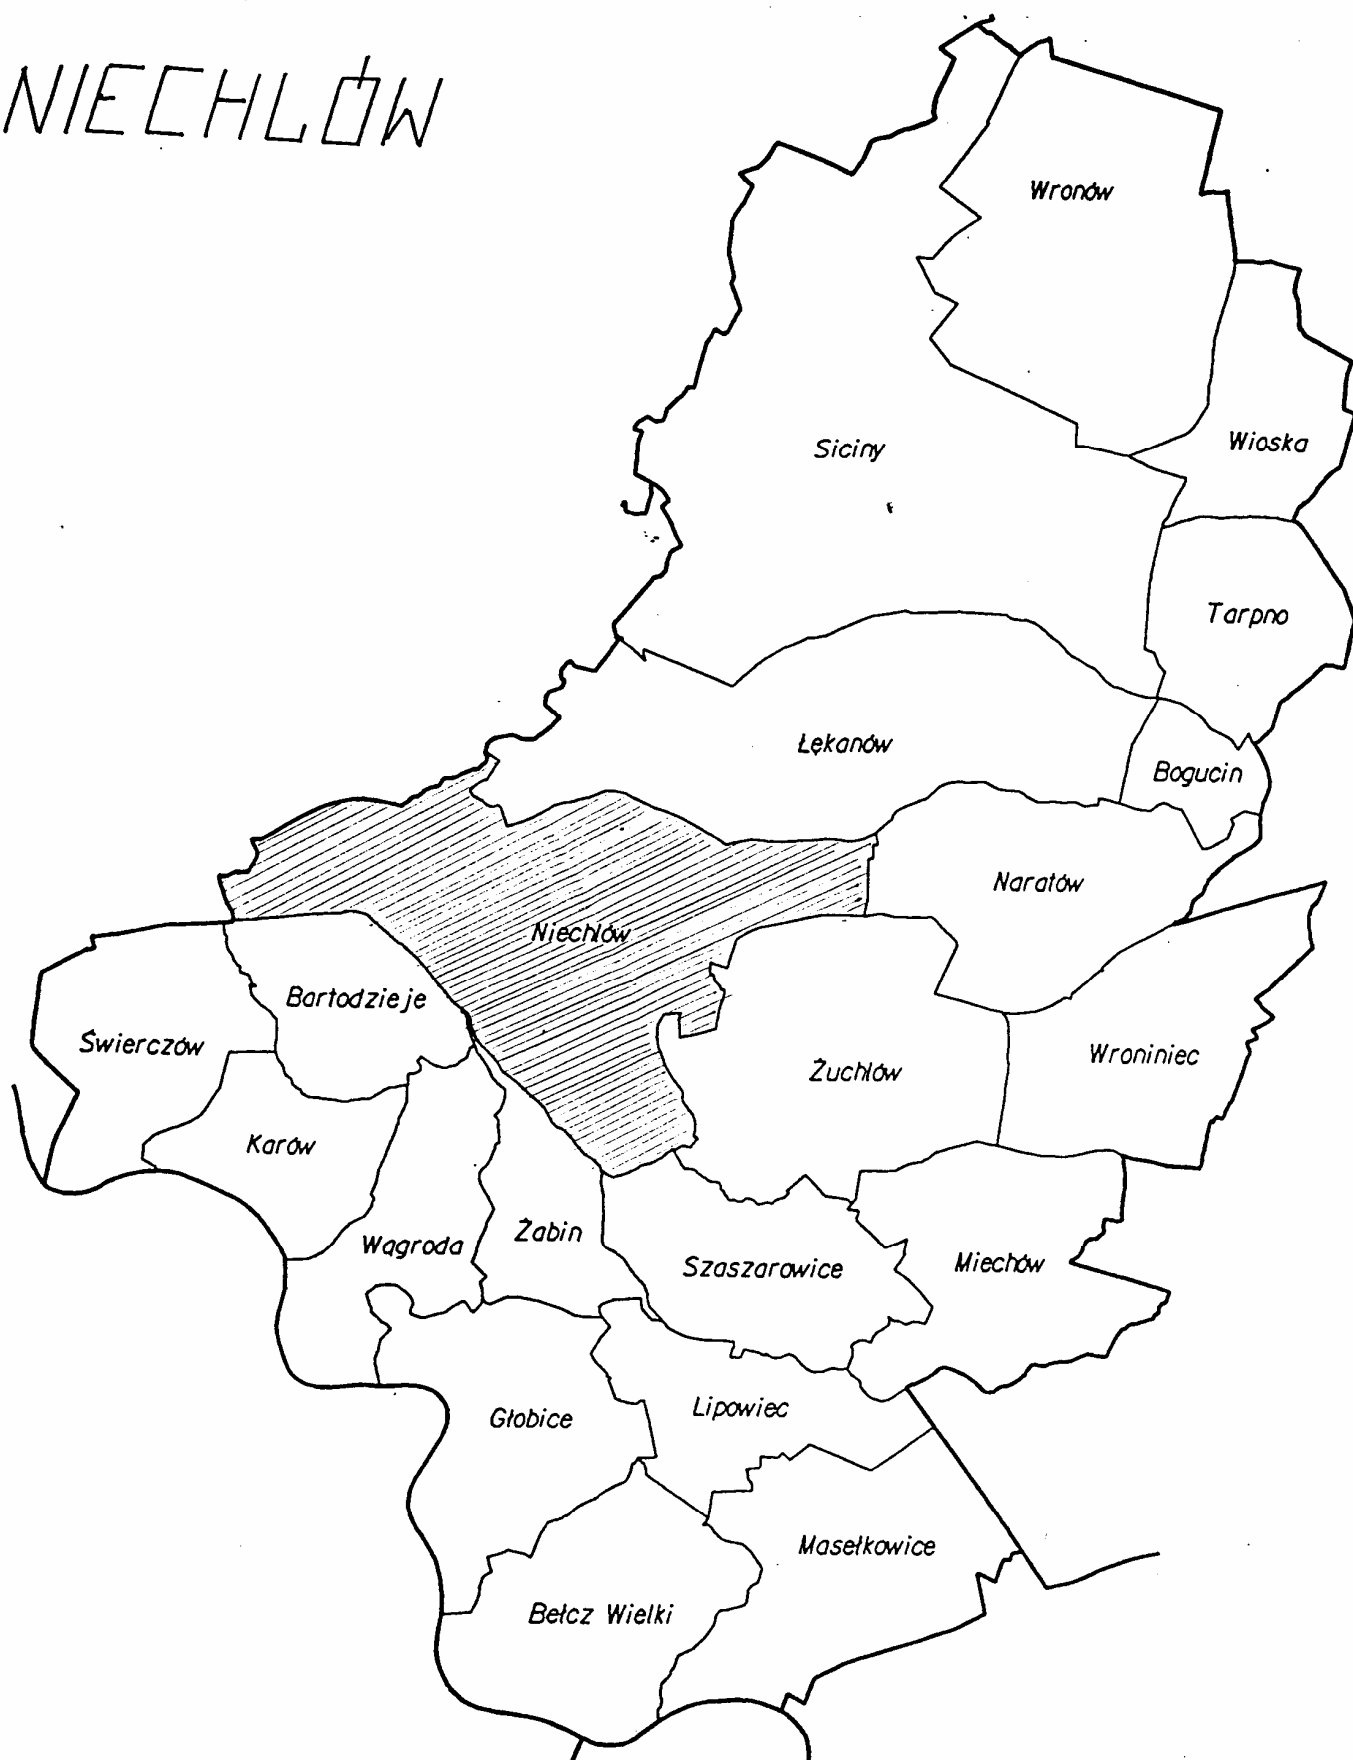 NIECHLÓW
Wronów
Siciny
Wioska
Tarpno
Łękanów
Bogucin
Naratów
Niechlów
Bartodzieje
Świerczów
Żuchlów
Wroniniec
Karów
Wągroda
Żabin
Szaszarowice
Miechów
Głobice
Lipowiec
Masełkowice
Bełcz Wielki